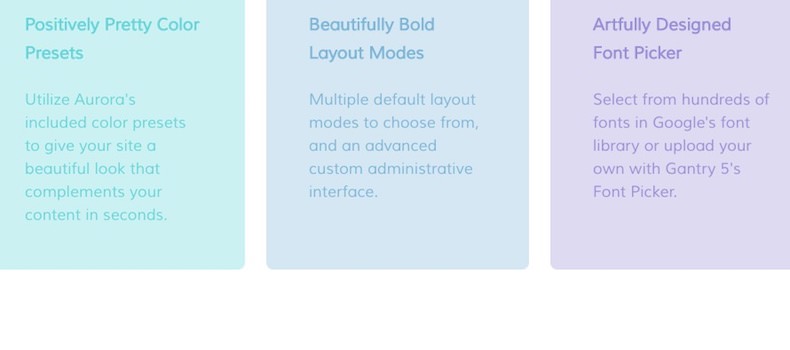 Positively Pretty Color
Presets
Utilize Aurora's
included color presets
to give your site a
beautiful look that
complements your
content in seconds.
Beautifully Bold
Layout Modes
Multiple default layout
modes to choose from,
and an advanced
custom administrative
interface.
Artfully Designed
Font Picker
Select from hundreds of
fonts in Google's font
library or upload your
own with Gantry 5's
Font Picker.